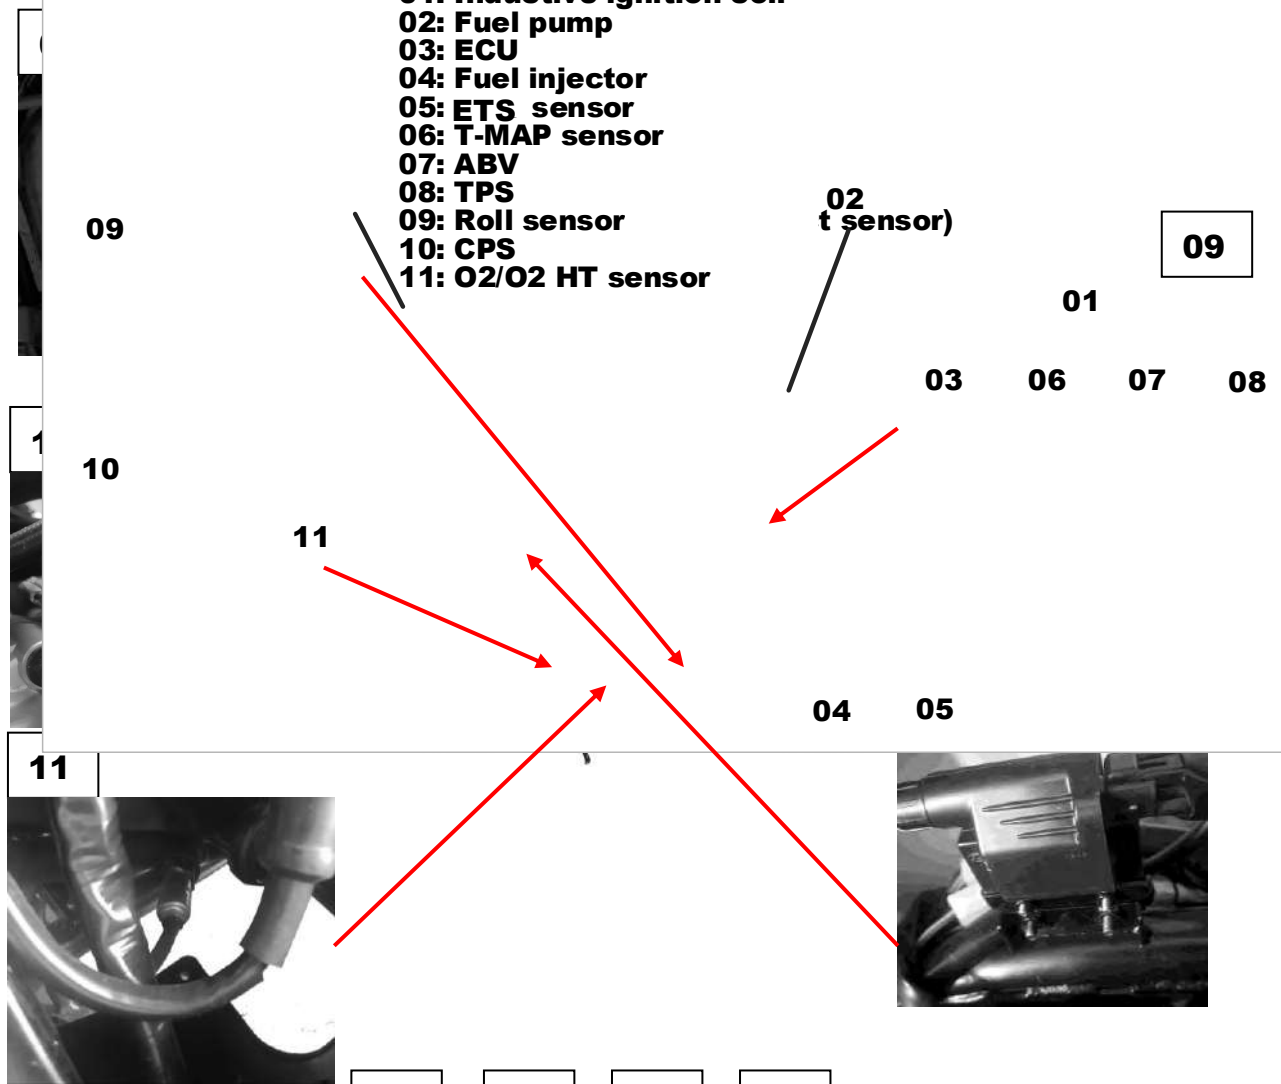 02: Fuel pump
03: ECU
04: Fuel injector
05: ETS sensor
06: T-MAP sensor
07: ABV
08: TPS
09: Roll sensor
t sensor)
10: CPS
11: O2/O2 HT sensor
02
09
09
01
03 06 07 08
10
11
04 05
11